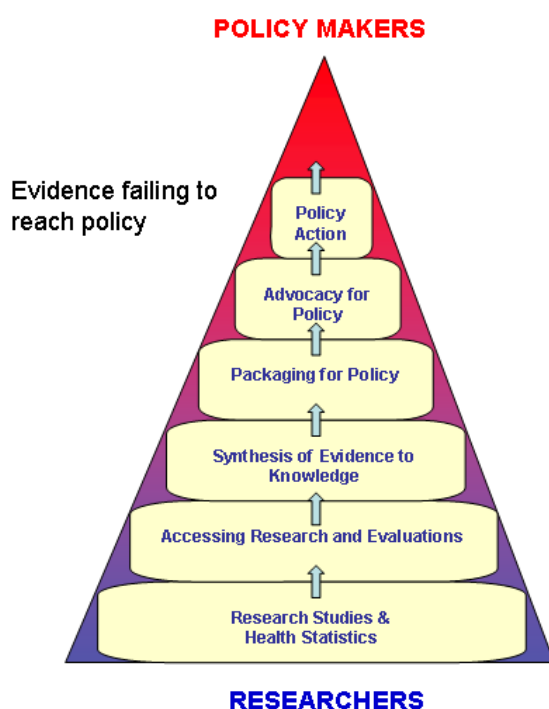 POLICY MAKERS
Evidence failing to
reach policy
Policy
Action
Advocacy for
Policy
Packaging for Policy
Synthesis of Evidence to
Knowledge
Accessing Research and Evaluations
Research Studies &
Health Statistics
RESEARCHERS